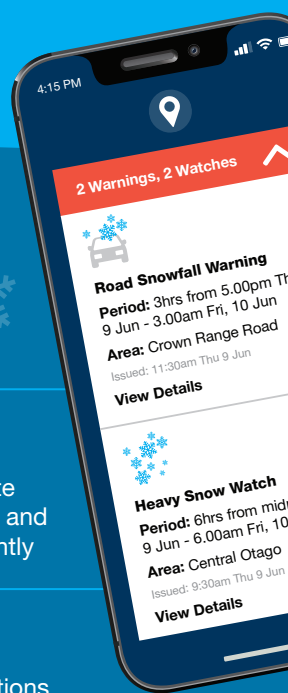 4:15 PM
2 Warnings, 2 Watches
Road Snowfall Warning
Period: 3hrs from 5.00pm
9 Jun - 3.00am Fri, 10 Jun
Area: Crown Range Road
Issued: 11:30am Thu 9 Jun
View Details
Heavy Snow Watch
Period: 6hrs from
9 Jun - 6.00am Fri, 10
Area: Central Otago
Issued: 9:30am Thu 9 Jun
View Details
and